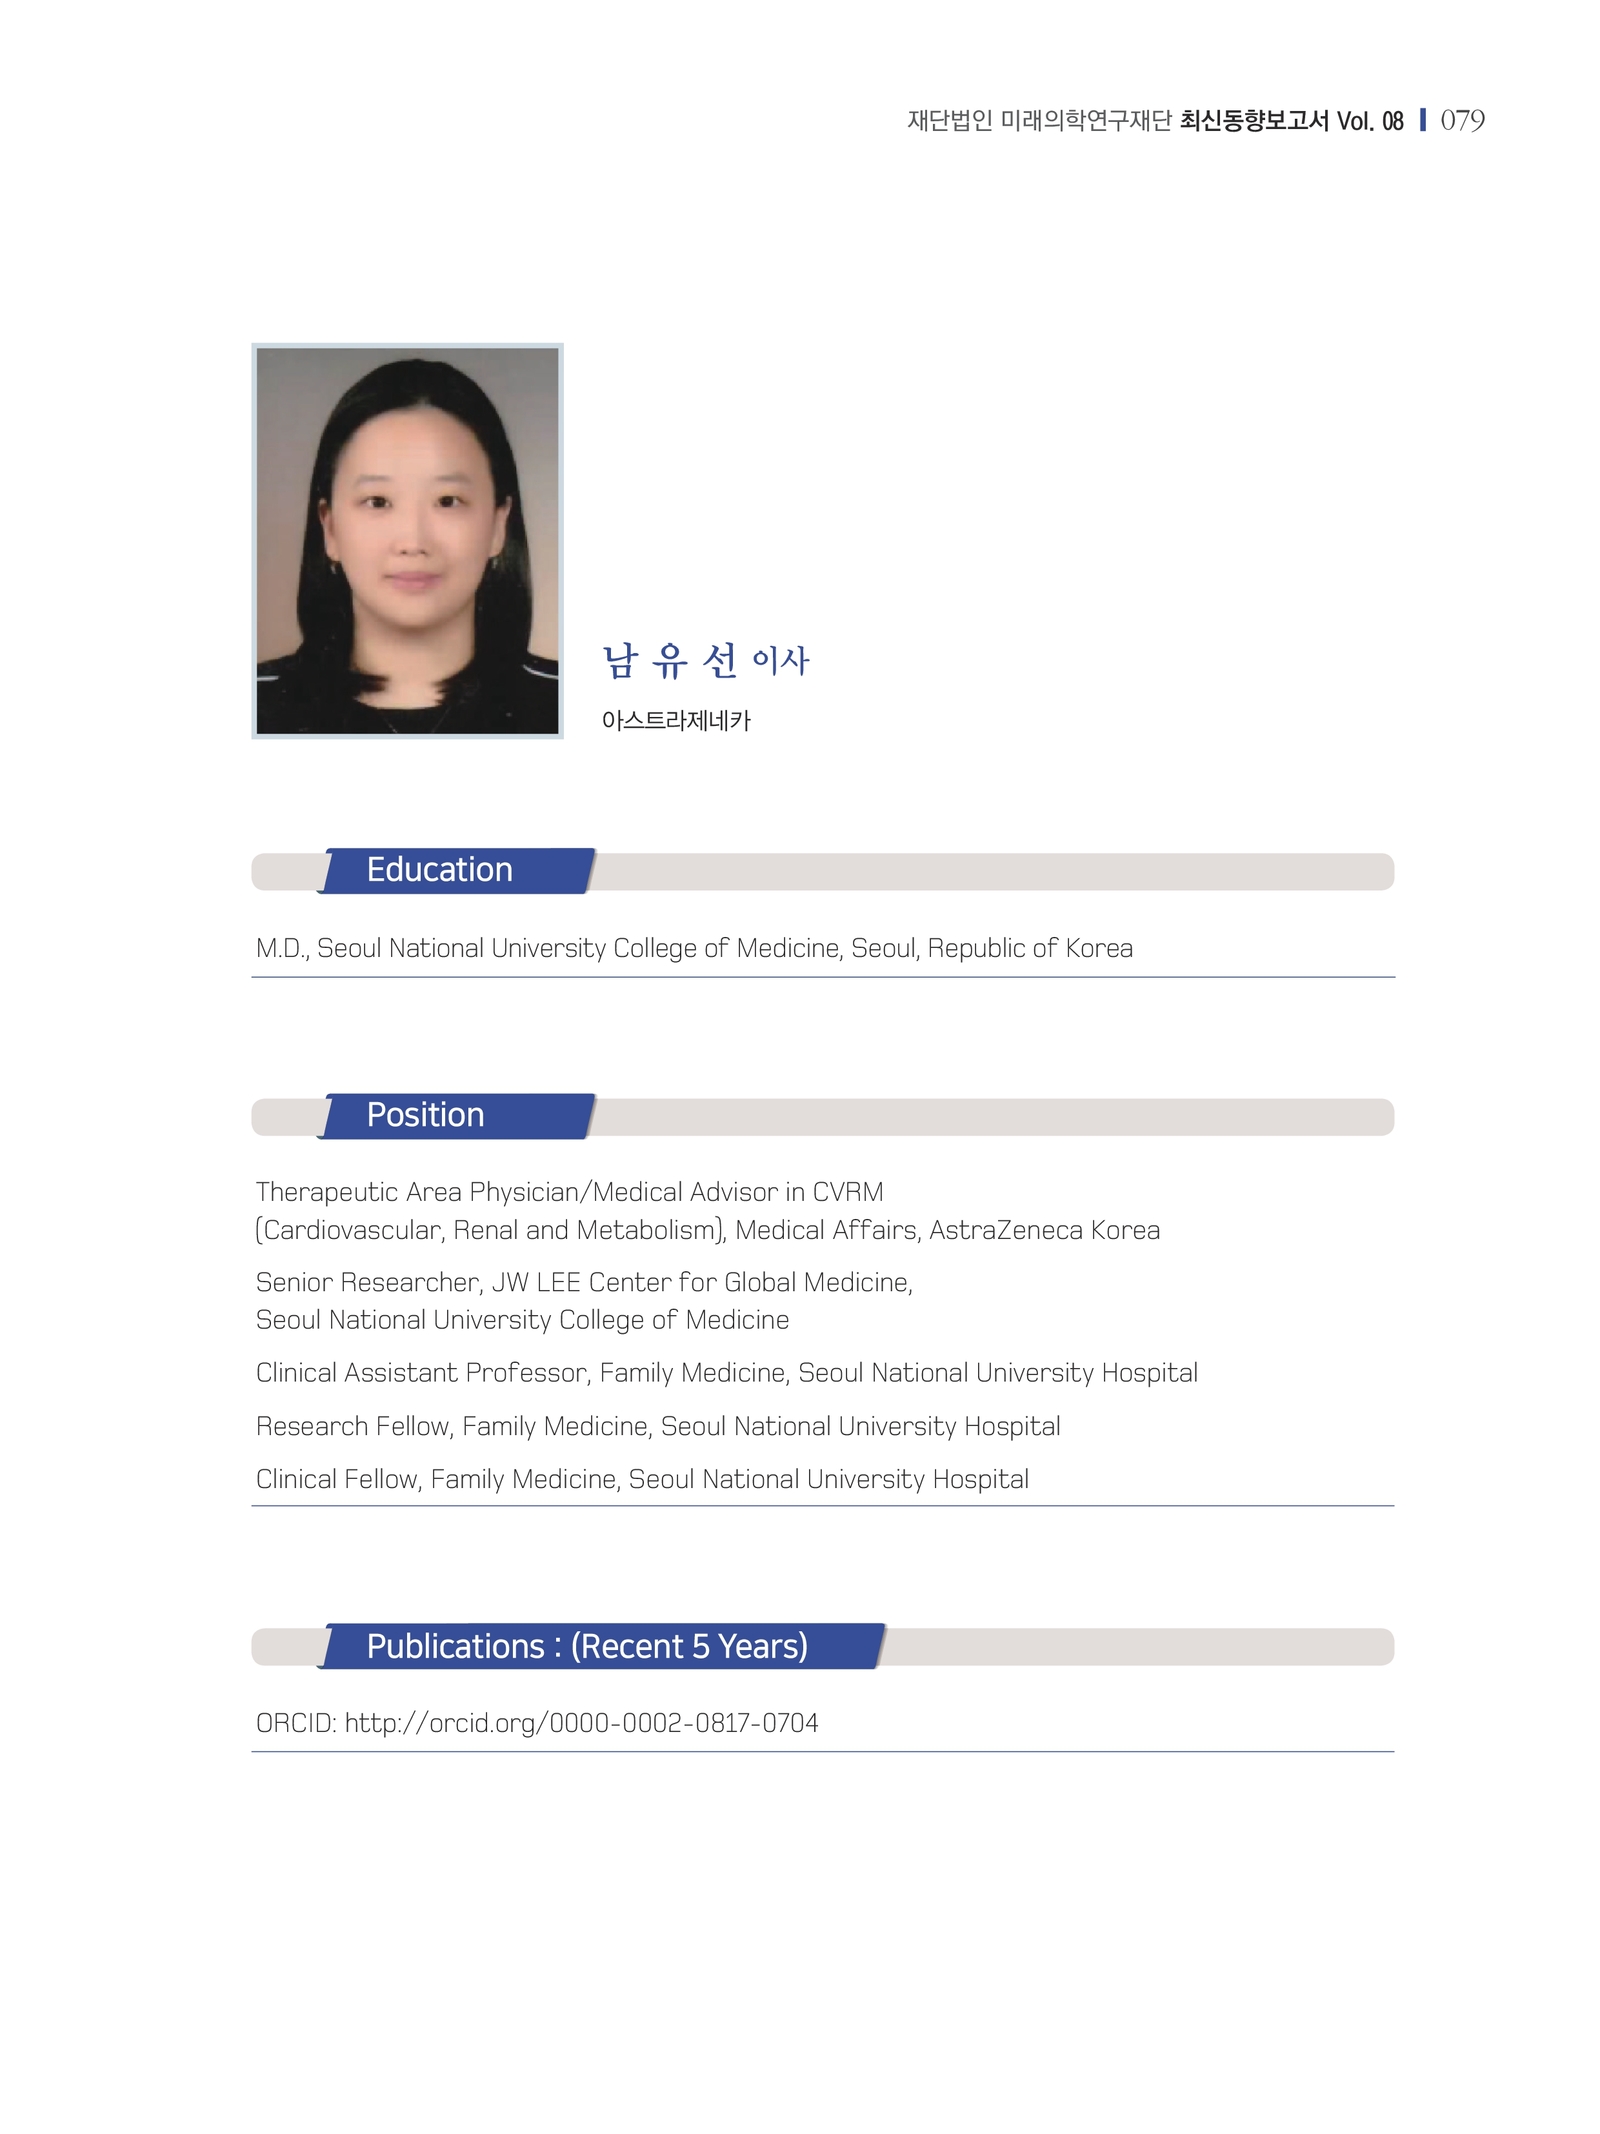 재단법인 미래의학연구재단 최신동향보고서 Vol. 08 079
남 유 선 이사
아스트라제네카
Education
M.D., Seoul National University College of Medicine, Seoul, Republic of Korea
Position
Therapeutic Area Physician/Medical Advisor in CVRM
(Cardiovascular, Renal and Metabolism), Medical Affairs, AstraZeneca Korea
Senior Researcher, JW LEE Center for Global Medicine,
Seoul National University College of Medicine
Clinical Assistant Professor, Family Medicine, Seoul National University Hospital
Research Fellow, Family Medicine, Seoul National University Hospital
Clinical Fellow, Family Medicine, Seoul National University Hospital
Publications : (Recent 5 Years)
ORCID: http://orcid.org/0000-0002-0817-0704